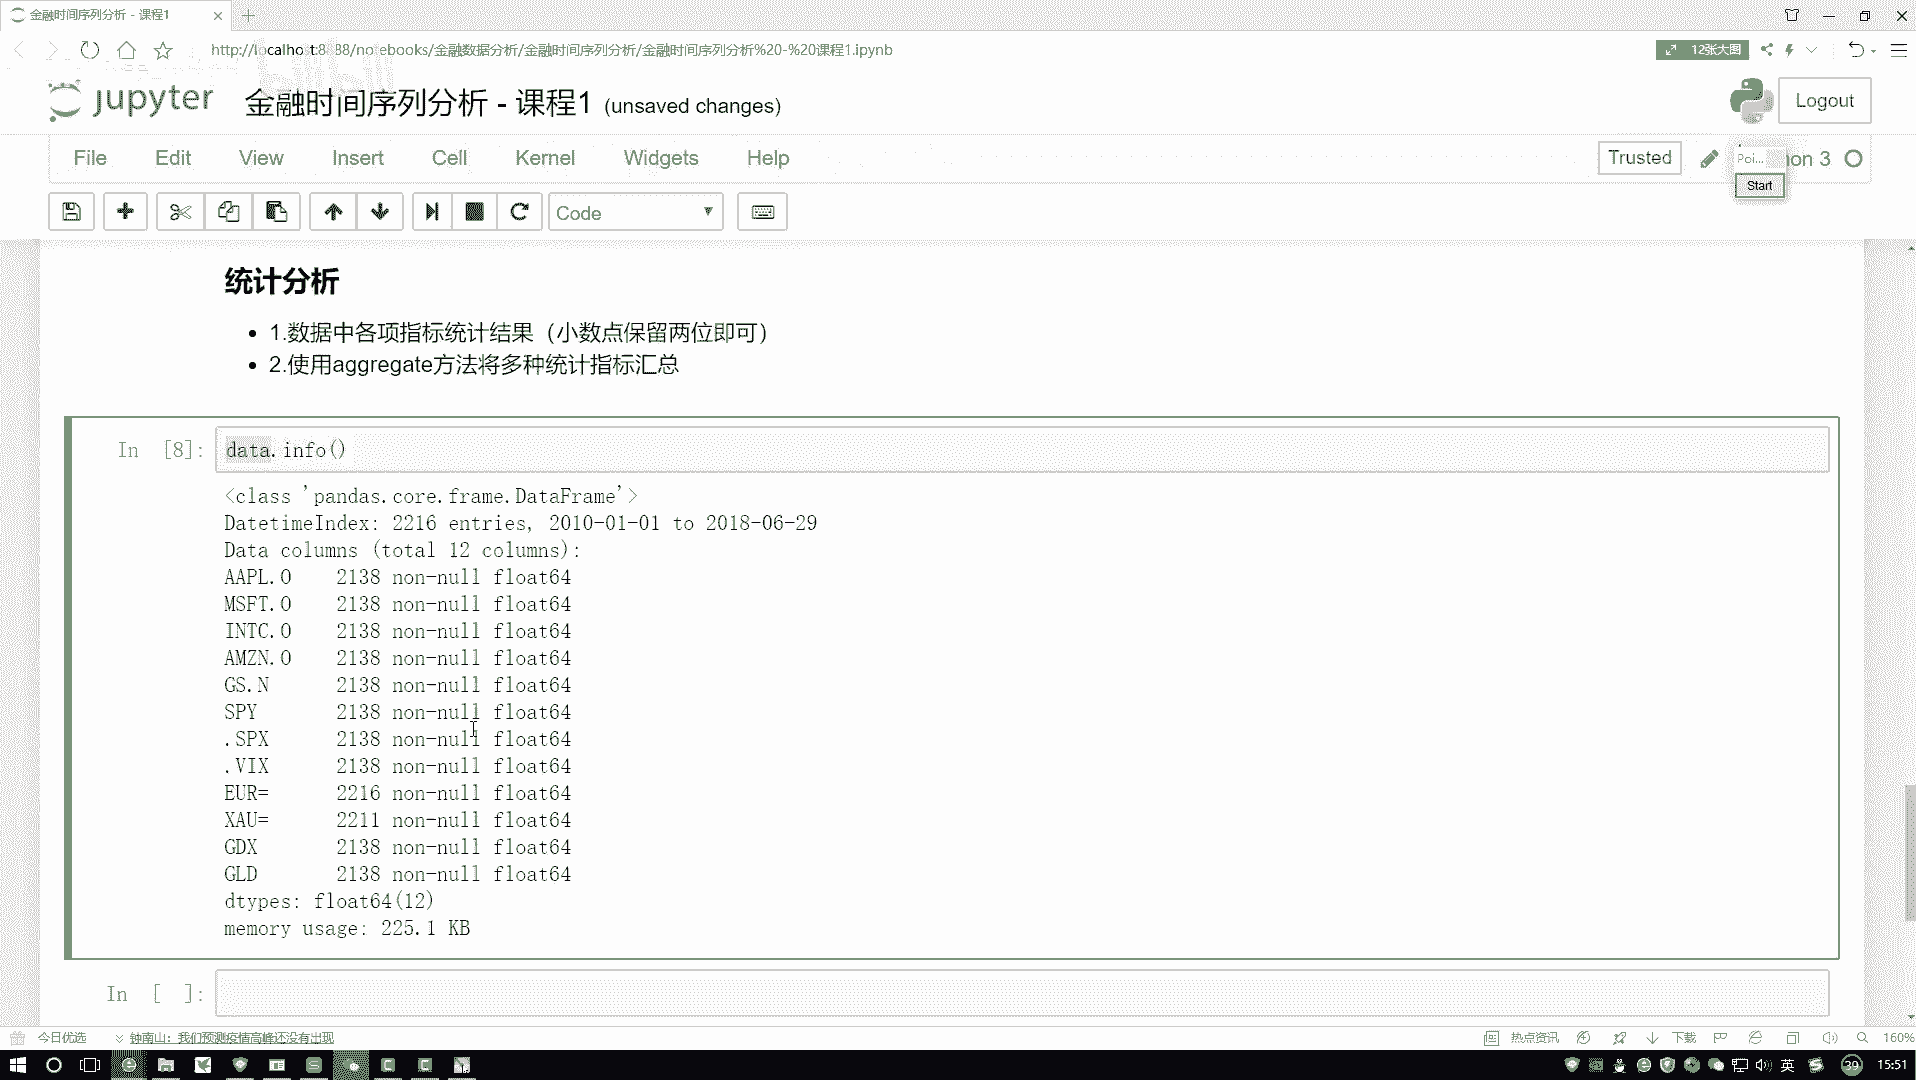 金融时间序列分析 - 课程1
http://localhost:8888/notebooks/金融数据分析/金融时间序列分析/金融时间序列分析%20-%20课程1.ipynb
12张大图
jupyter 金融时间序列分析 - 课程1 (unsaved changes)
Logout
File Edit View Insert Cell Kernel Widgets Help
Trusted
Poi... hon 3
Start
Code
统计分析
1.数据中各项指标统计结果（小数点保留两位即可）
2.使用aggregate方法将多种统计指标汇总
In [8]: data.info()
<class 'pandas.core.frame.DataFrame'>
DatetimeIndex: 2216 entries, 2010-01-01 to 2018-06-29
Data columns (total 12 columns):
AAPL.O 2138 non-null float64
MSFT.O 2138 non-null float64
INTC.O 2138 non-null float64
AMZN.O 2138 non-null float64
GS.N 2138 non-null float64
SPY 2138 non-null float64
.SPX 2138 non-null float64
.VIX 2138 non-null float64
EUR= 2216 non-null float64
XAU= 2211 non-null float64
GDX 2138 non-null float64
GLD 2138 non-null float64
dtypes: float64(12)
memory usage: 225.1 KB
In [ ]:
今日优选 钟南山：我们预测疫情高峰还没有出现
热点资讯 下载 160%
英 39 15:51